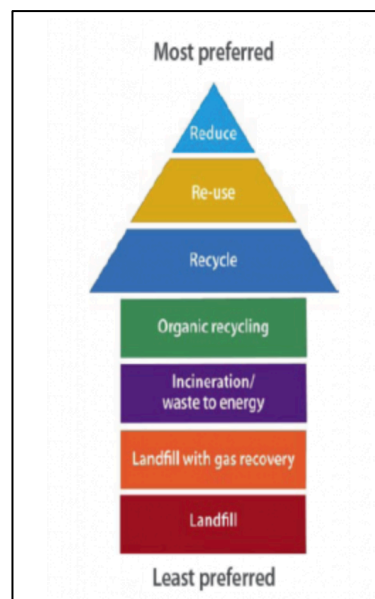 Most preferred
Reduce
Re-use
Recycle
Organic recycling
Incineration/
waste to energy
Landfill with gas recovery
Landfill
Least preferred